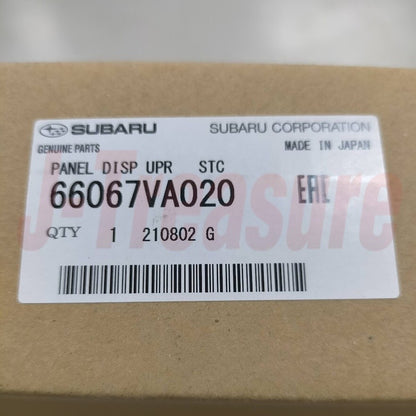 SUBARU SUBARU CORPORATION
GENUINE PARTS MADE IN JAPAN
PANEL DISP UPR STC
66067VA020 EAC
QTY 1 210802 G
J-Treasure